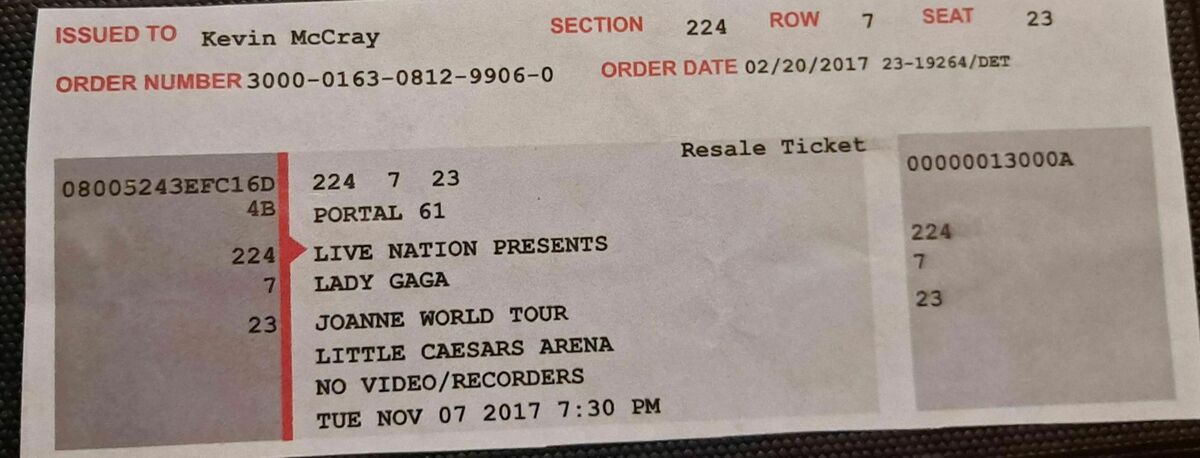 ISSUED TO Kevin McCray SECTION 224 ROW 7 SEAT 23
ORDER NUMBER 3000-0163-0812-9906-0 ORDER DATE 02/20/2017 23-19264/DET
Resale Ticket
08005243EFC16D
4B
224
7
23
224 7 23
PORTAL 61
LIVE NATION PRESENTS
LADY GAGA
JOANNE WORLD TOUR
LITTLE CAESARS ARENA
NO VIDEO/RECORDERS
TUE NOV 07 2017 7:30 PM
00000013000A
224
7
23